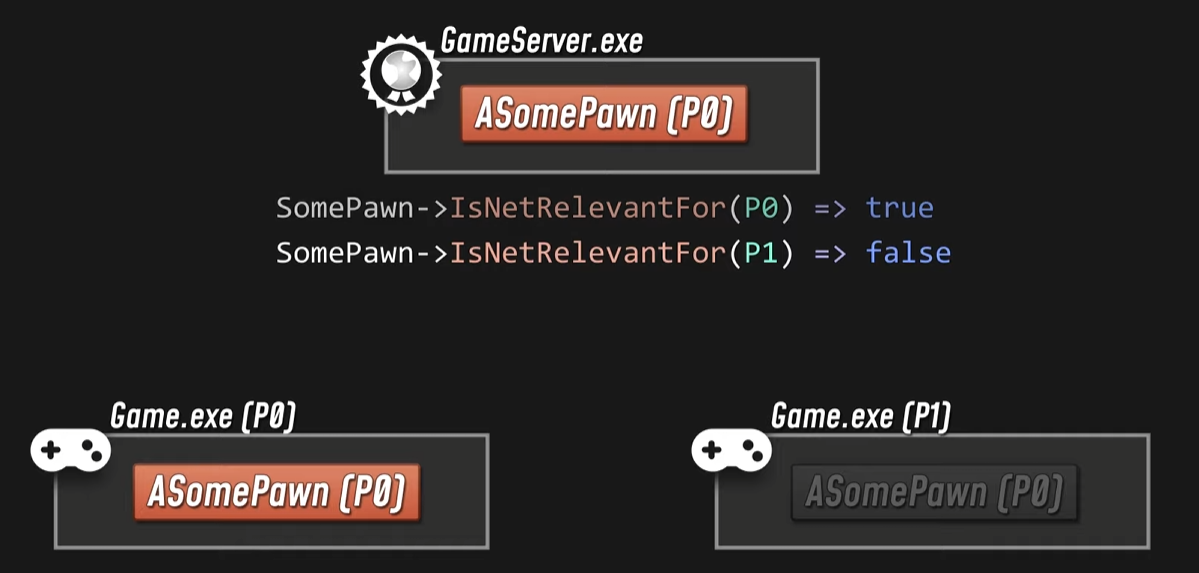 GameServer.exe
ASomePawn (P0)
SomePawn->IsNetRelevantFor(P0) => true
SomePawn->IsNetRelevantFor(P1) => false
Game.exe (P0)
ASomePawn (P0)
Game.exe (P1)
ASomePawn (P0)